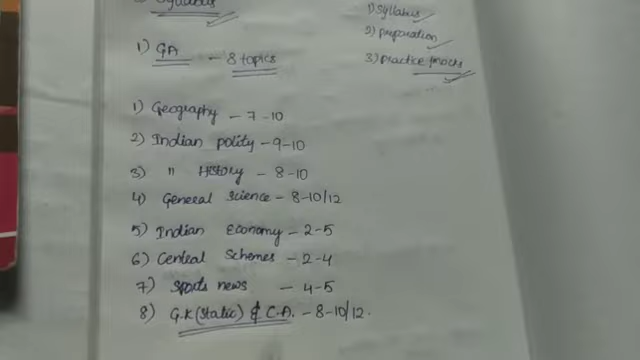 Syllabus
1) Syllabus
2) preparation
3) practice mocks
1) GA - 8 topics
1) Geography - 7-10
2) Indian polity - 9-10
3) " History - 8-10
4) General science - 8-10/12
5) Indian Economy - 2-5
6) Central Schemes - 2-4
7) sports news - 4-5
8) G.K (static) & C.A. - 8-10/12.